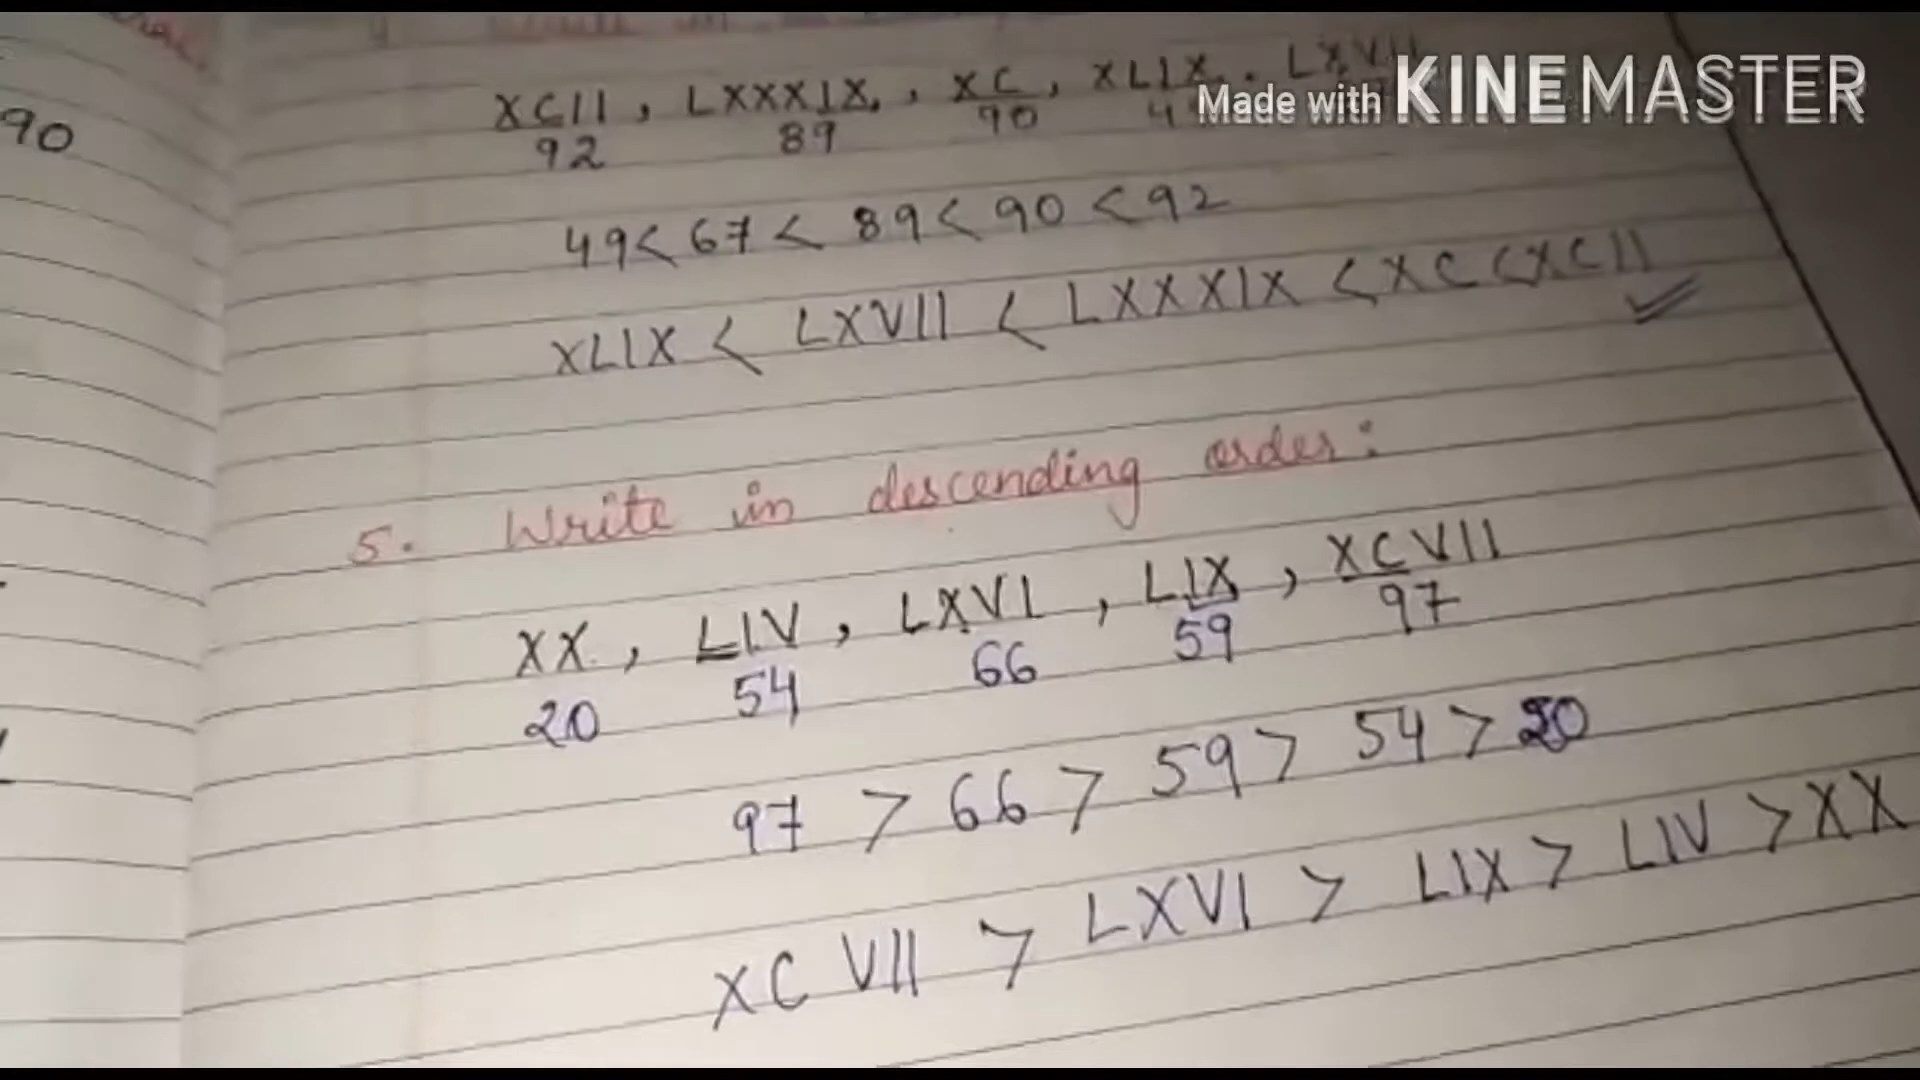 90
XCII, LXXXIX, XC, XLIX, LXVII
92 89 90
Made with KINEMASTER
49 < 67 < 89 < 90 < 92
XLIX < LXVII < LXXXIX < XC < XCII
5. Write in descending order:
XX, LIV, LXVI, LIX, XCVII
20 54 66 59 97
97 > 66 > 59 > 54 > 20
XCVII > LXVI > LIX > LIV > XX